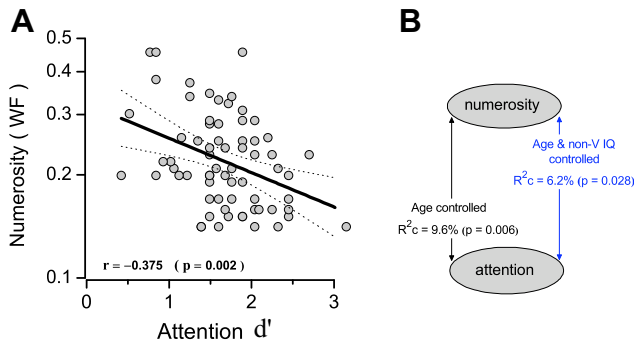 A
B
0.5
0.4
0.3
0.2
0.1
Numerosity ( WF )
r = −0.375 ( p = 0.002 )
0
1
2
3
Attention d'
numerosity
Age & non-V IQ
controlled
R²c = 6.2% (p = 0.028)
Age controlled
R²c = 9.6% (p = 0.006)
attention